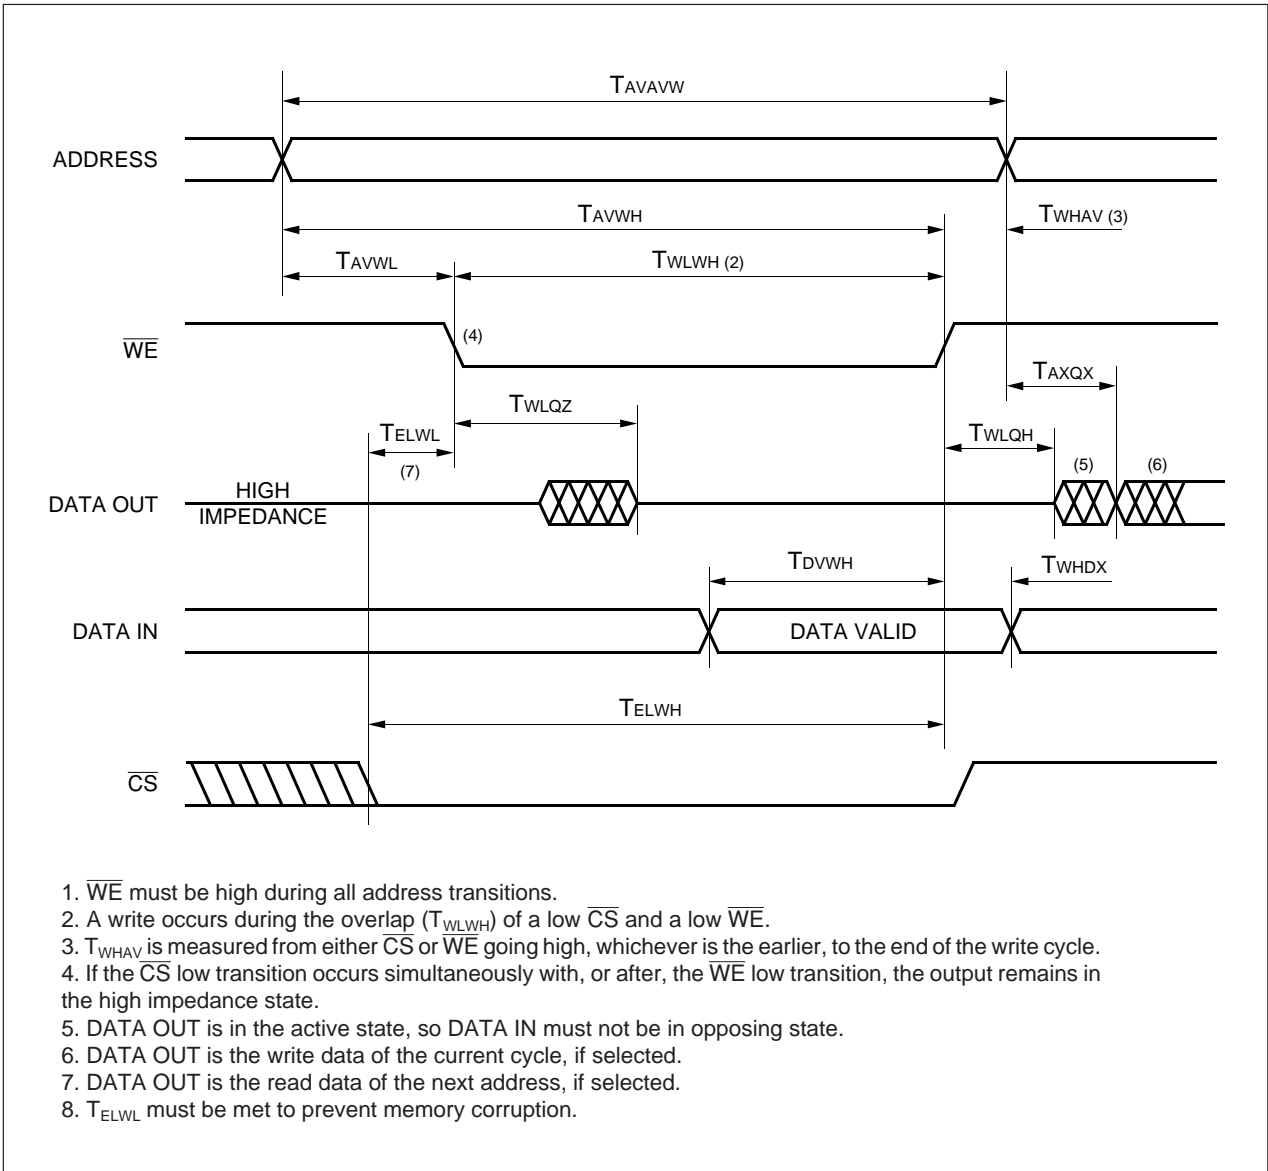 TAVAVW
ADDRESS
TAVWH
TWHAV (3)
TAVWL
TWLWH (2)
WE
(4)
TAXQX
TWLQZ
TELWL
TWLQH
(7)
(5)
(6)
DATA OUT
HIGH
IMPEDANCE
TDVWH
TWHDX
DATA IN
DATA VALID
TELWH
CS
1. WE must be high during all address transitions.
2. A write occurs during the overlap (TWLWH) of a low CS and a low WE.
3. TWHAV is measured from either CS or WE going high, whichever is the earlier, to the end of the write cycle.
4. If the CS low transition occurs simultaneously with, or after, the WE low transition, the output remains in
the high impedance state.
5. DATA OUT is in the active state, so DATA IN must not be in opposing state.
6. DATA OUT is the write data of the current cycle, if selected.
7. DATA OUT is the read data of the next address, if selected.
8. TELWL must be met to prevent memory corruption.